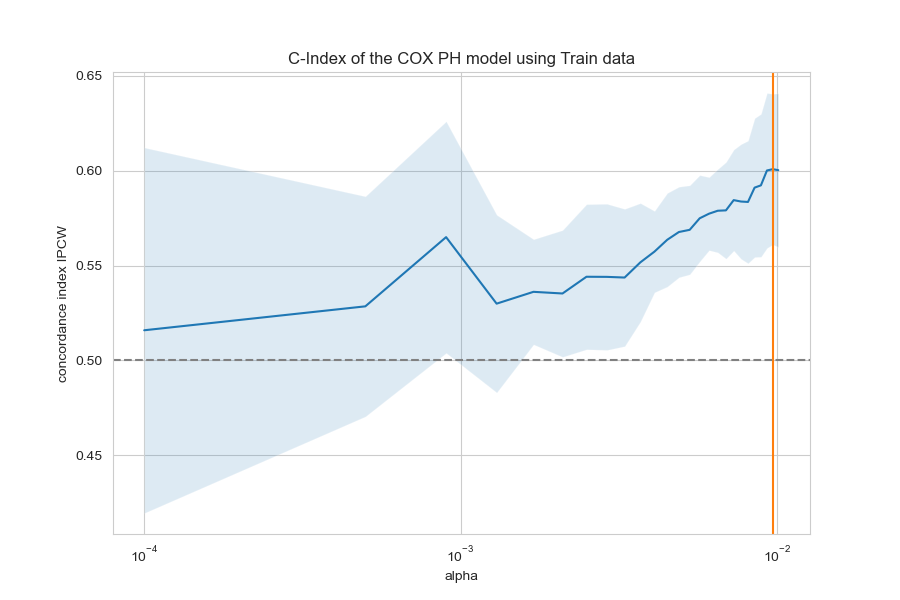 C-Index of the COX PH model using Train data
concordance index IPCW
0.65
0.60
0.55
0.50
0.45
10⁻⁴
10⁻³
10⁻²
alpha